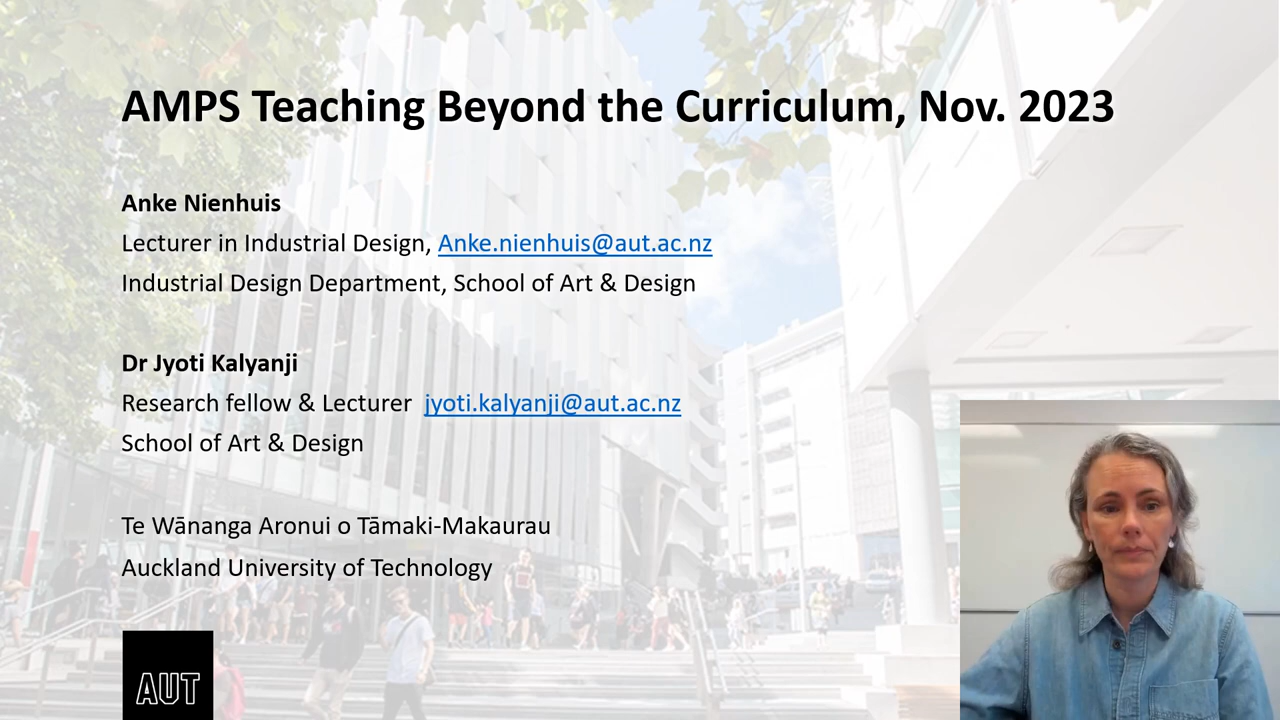 AMPS Teaching Beyond the Curriculum, Nov. 2023
Anke Nienhuis
Lecturer in Industrial Design, Anke.nienhuis@aut.ac.nz
Industrial Design Department, School of Art & Design
Dr Jyoti Kalyanji
Research fellow & Lecturer  jyoti.kalyanji@aut.ac.nz
School of Art & Design
Te Wānanga Aronui o Tāmaki-Makaurau
Auckland University of Technology
AUT